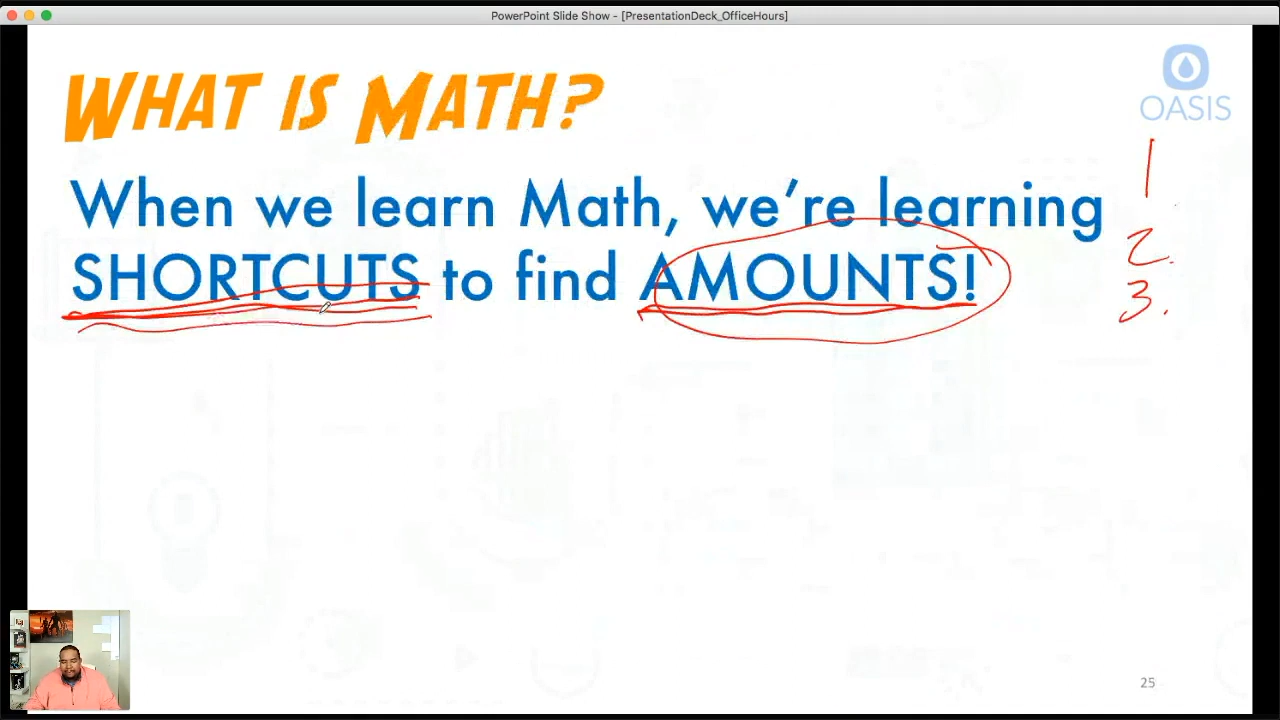 PowerPoint Slide Show - [PresentationDeck_OfficeHours]
WHAT IS MATH?
OASIS
When we learn Math, we're learning
SHORTCUTS to find AMOUNTS!
1
2.
3.
25